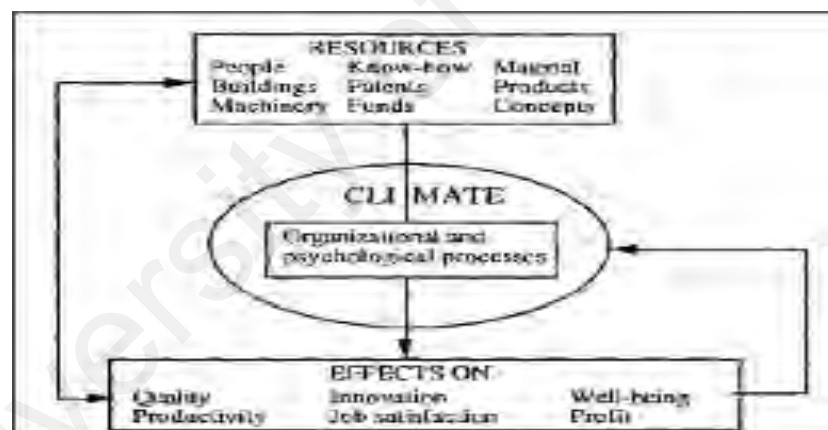 RESOURCES
People Know-how Material
Buildings Patents Products
Machinery Funds Concepts
CLIMATE
Organizational and
psychological processes
EFFECTS ON
Quality Innovation Well-being
Productivity Job satisfaction Profit